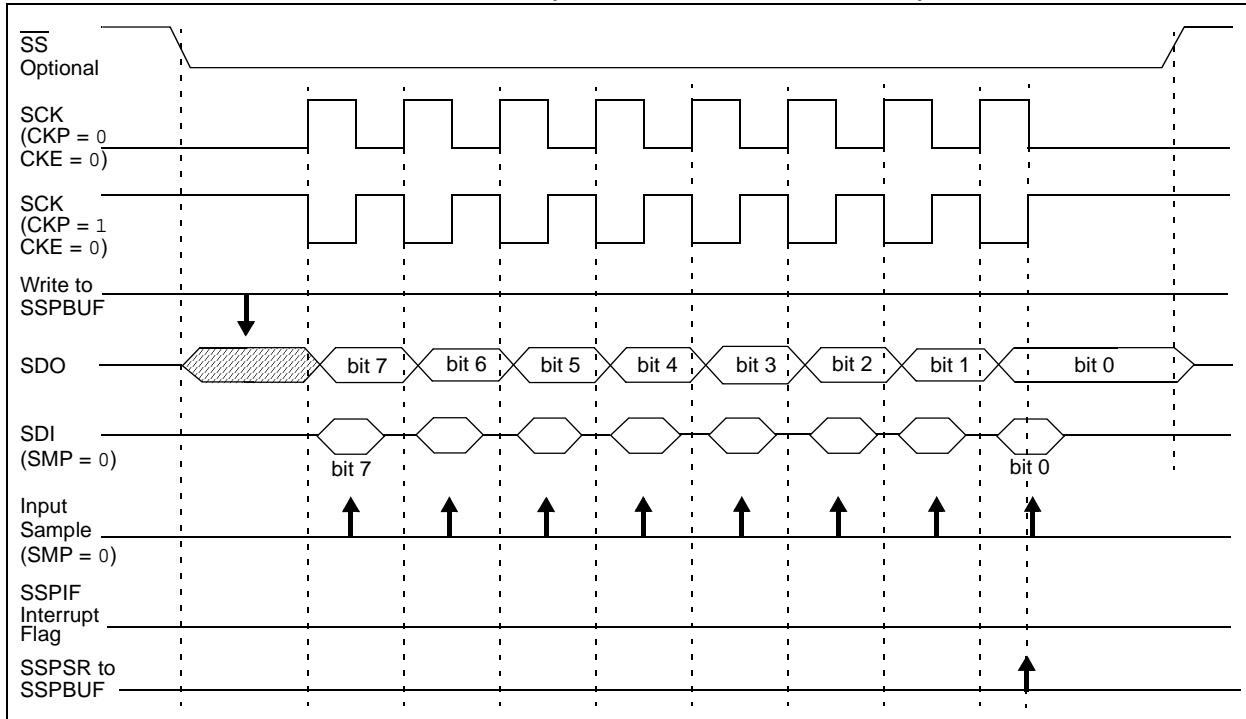 SS
Optional
SCK
(CKP = 0
CKE = 0)
SCK
(CKP = 1
CKE = 0)
Write to
SSPBUF
SDO
bit 7
bit 6
bit 5
bit 4
bit 3
bit 2
bit 1
bit 0
SDI
(SMP = 0)
bit 7
bit 0
Input
Sample
(SMP = 0)
SSPIF
Interrupt
Flag
SSPSR to
SSPBUF